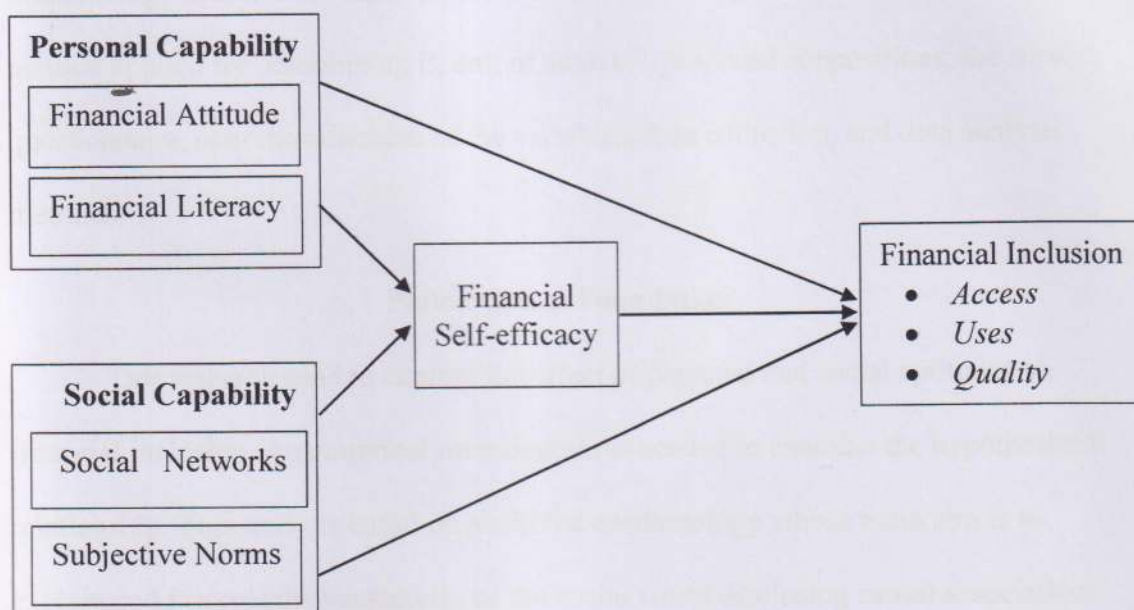 Personal Capability
Financial Attitude
Financial Literacy
Financial
Self-efficacy
Financial Inclusion
• Access
• Uses
• Quality
Social Capability
Social Networks
Subjective Norms